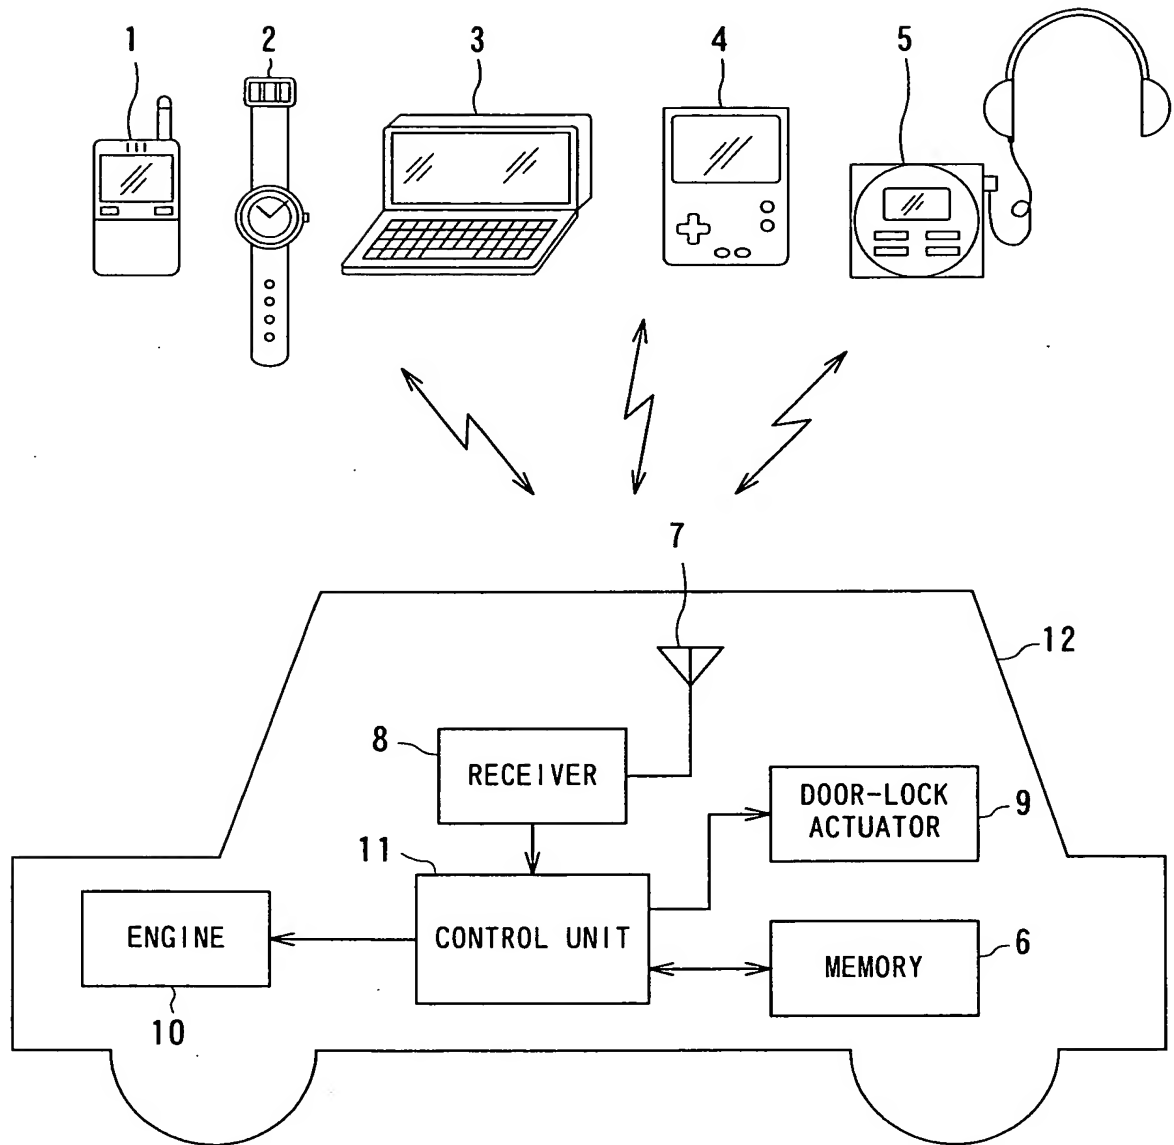 1 2 3 4 5
7
12
8
RECEIVER
DOOR-LOCK
ACTUATOR
9
11
ENGINE
CONTROL UNIT
MEMORY
6
10